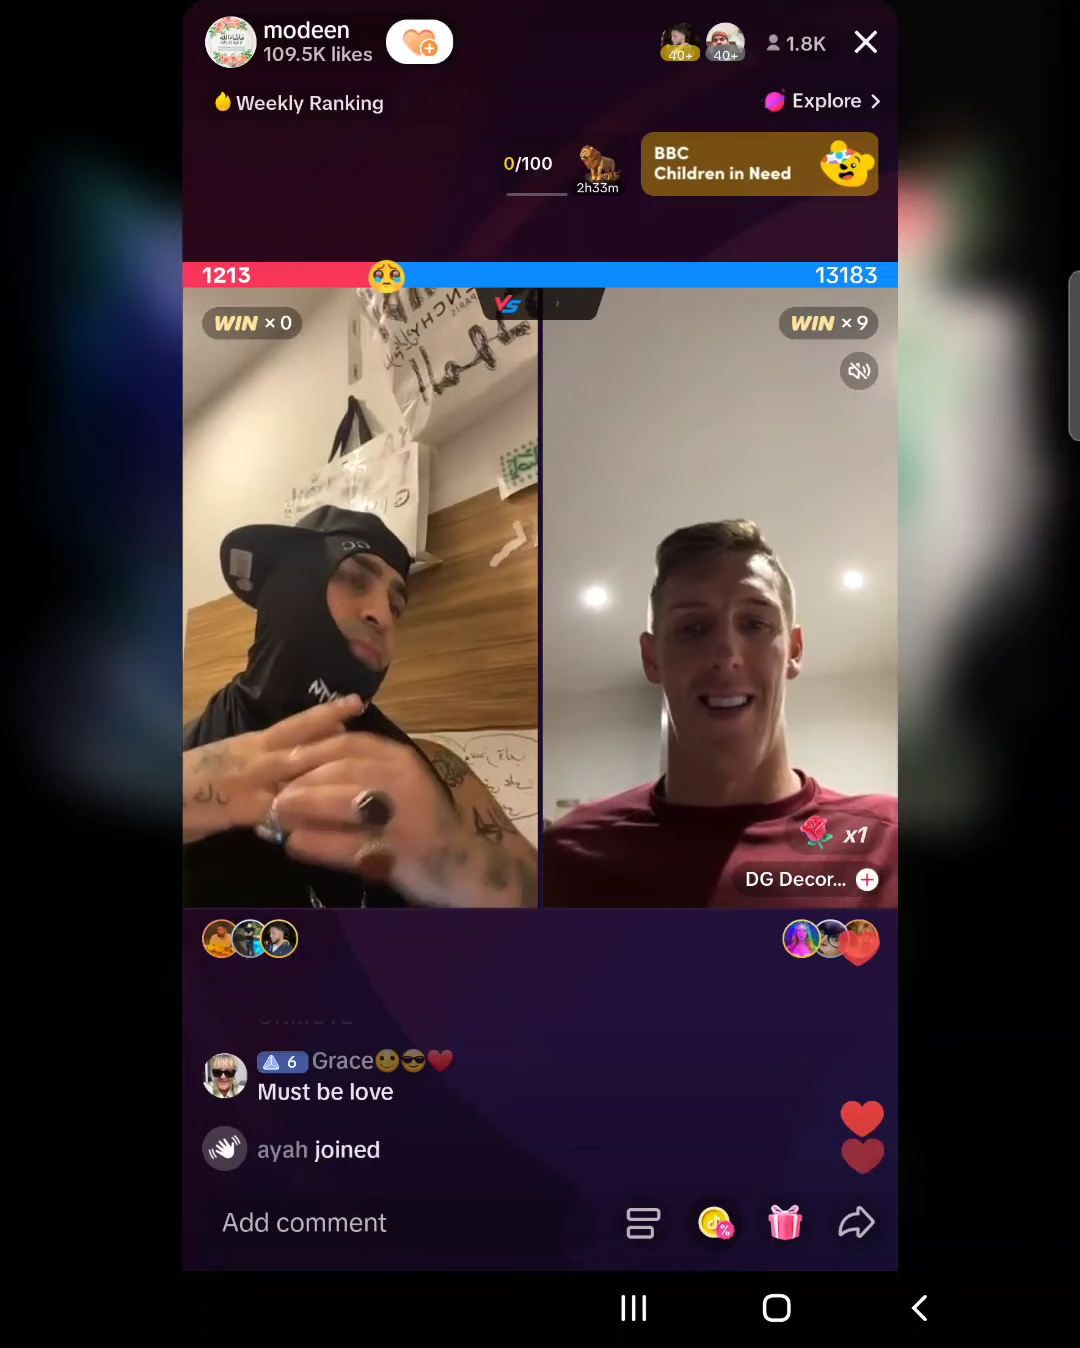 modeen
109.5K likes
40+
40+
1.8K
Weekly Ranking
Explore
0/100
2h33m
BBC
Children in Need
1213
13183
VS
WIN × 0
WIN × 9
x1
DG Decor...
6 Grace
Must be love
ayah joined
Add comment